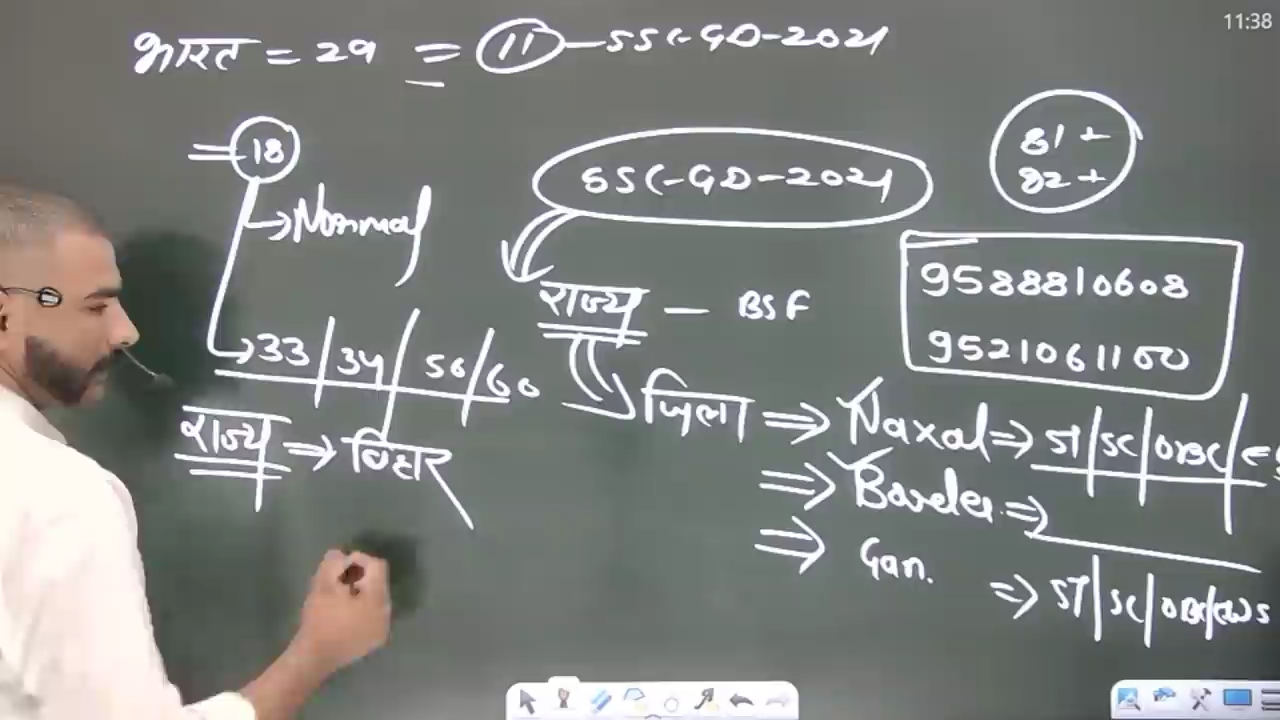 11:38
भारत = 29 = 11 - SSC-GD-2021
= 18
→ Normal
→ 33 / 34 / 56 / 60
राज्य ⇒ बिहार
SSC-GD-2021
81 +
82 +
9588810608
9521061100
राज्य - BSF
जिला ⇒ Naxal ⇒ ST | SC | OBC |
⇒ Border ⇒
⇒ Gen.
⇒ ST | SC | OBC | EWS